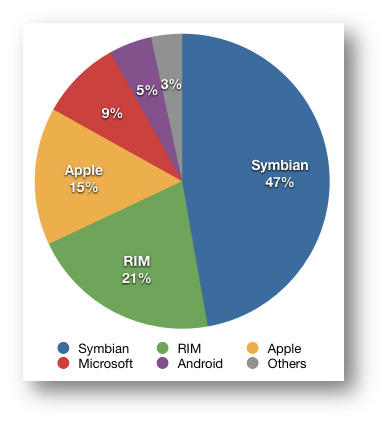 5% 3%
9%
Symbian
47%
Apple
15%
RIM
21%
Symbian RIM Apple
Microsoft Android Others